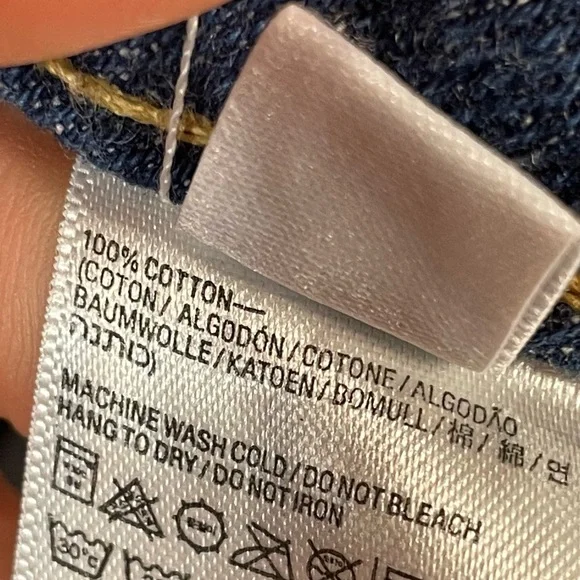 100% COTTON—
(COTON / ALGODÓN / COTONE / ALGODÃO
BAUMWOLLE / KATOEN / BOMULL / 棉 / 綿 / 면
כותנה)
MACHINE WASH COLD / DO NOT BLEACH
HANG TO DRY / DO NOT IRON
30°C